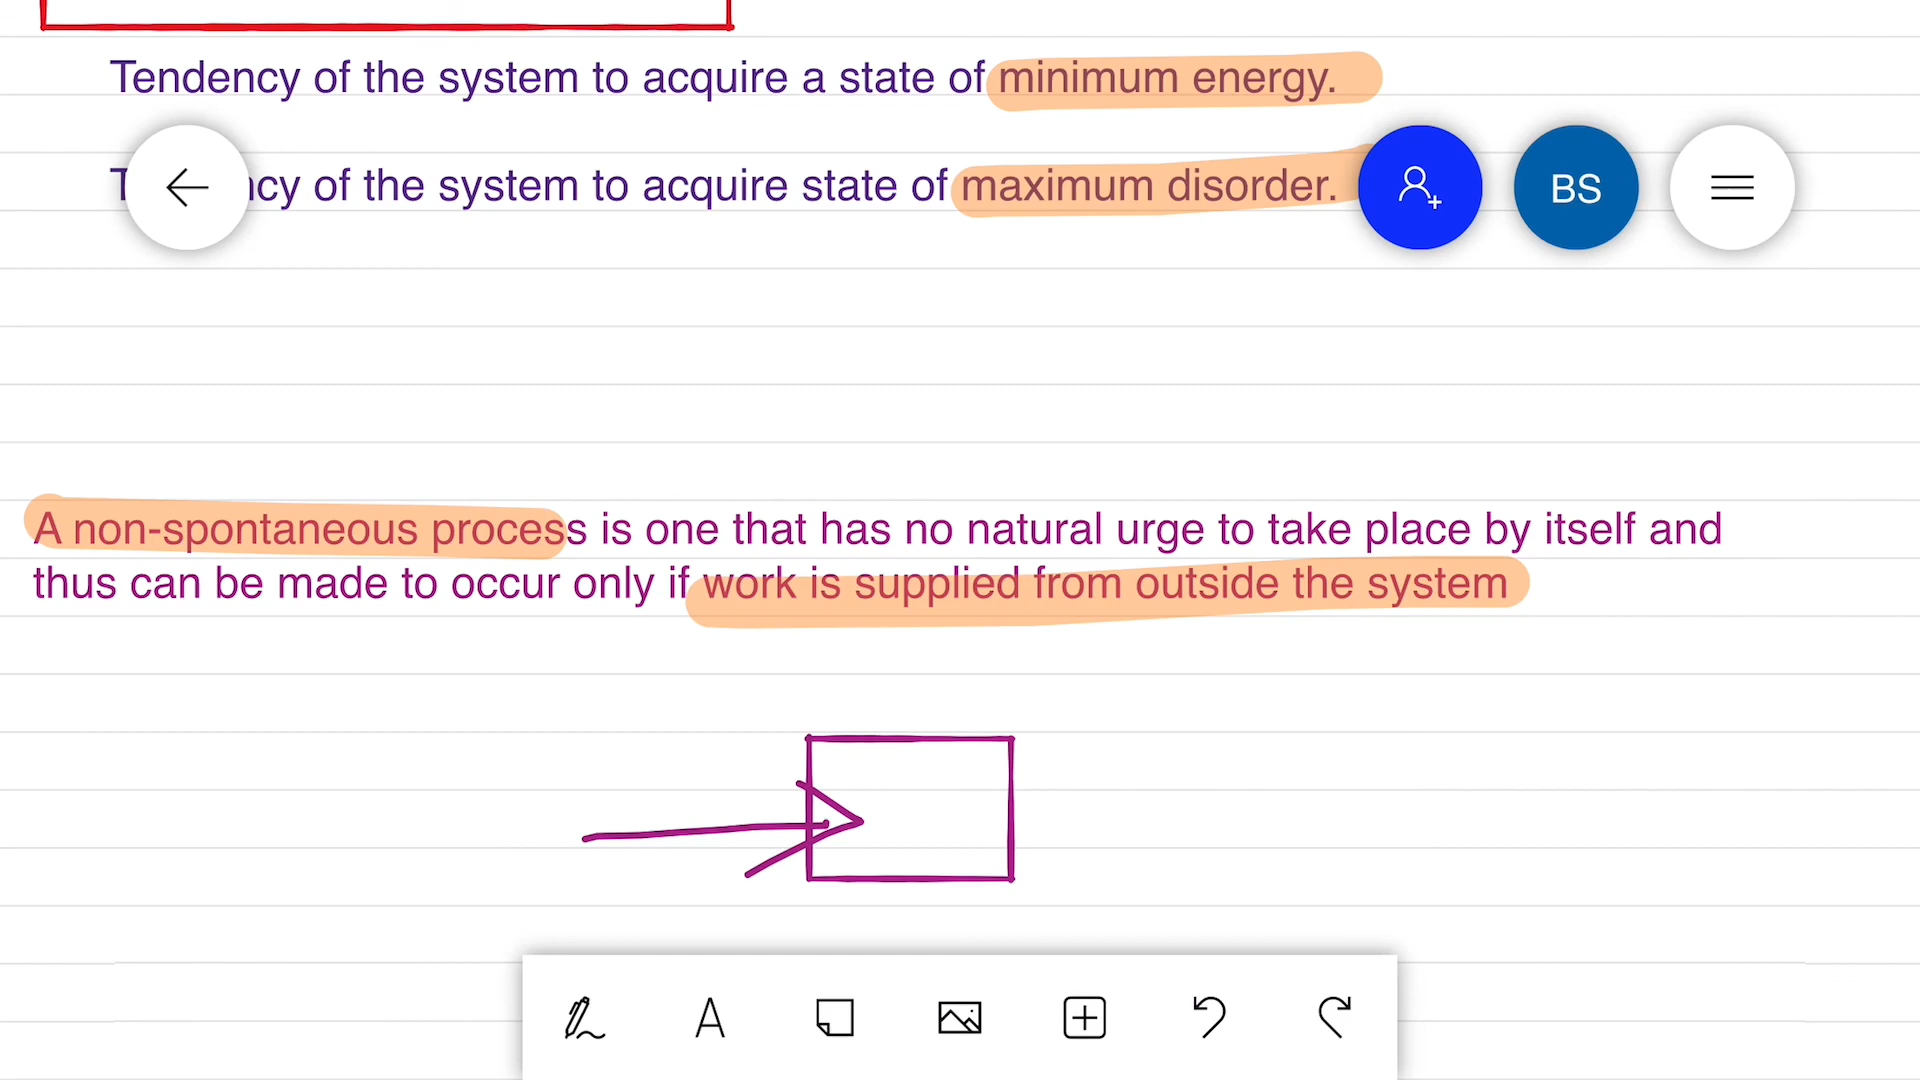 Tendency of the system to acquire a state of minimum energy.
of the system to acquire state of maximum disorder.
BS
A non-spontaneous process is one that has no natural urge to take place by itself and
thus can be made to occur only if work is supplied from outside the system
A